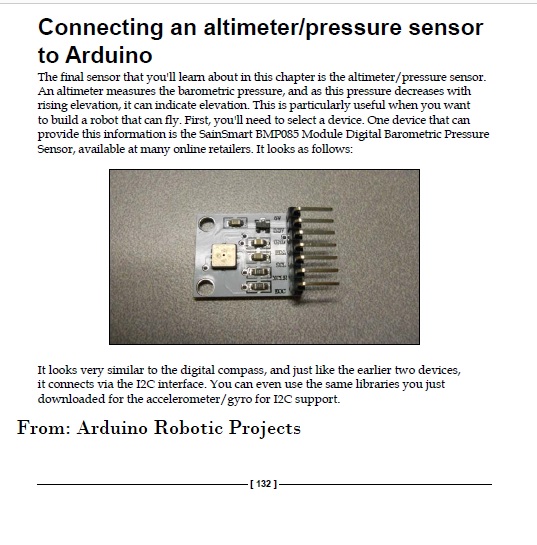 Connecting an altimeter/pressure sensor
to Arduino
The final sensor that you'll learn about in this chapter is the altimeter/pressure sensor.
An altimeter measures the barometric pressure, and as this pressure decreases with
rising elevation, it can indicate elevation. This is particularly useful when you want
to build a robot that can fly. First, you'll need to select a device. One device that can
provide this information is the SainSmart BMP085 Module Digital Barometric Pressure
Sensor, available at many online retailers. It looks as follows:
It looks very similar to the digital compass, and just like the earlier two devices,
it connects via the I2C interface. You can even use the same libraries you just
downloaded for the accelerometer/gyro for I2C support.
From: Arduino Robotic Projects
[ 132 ]